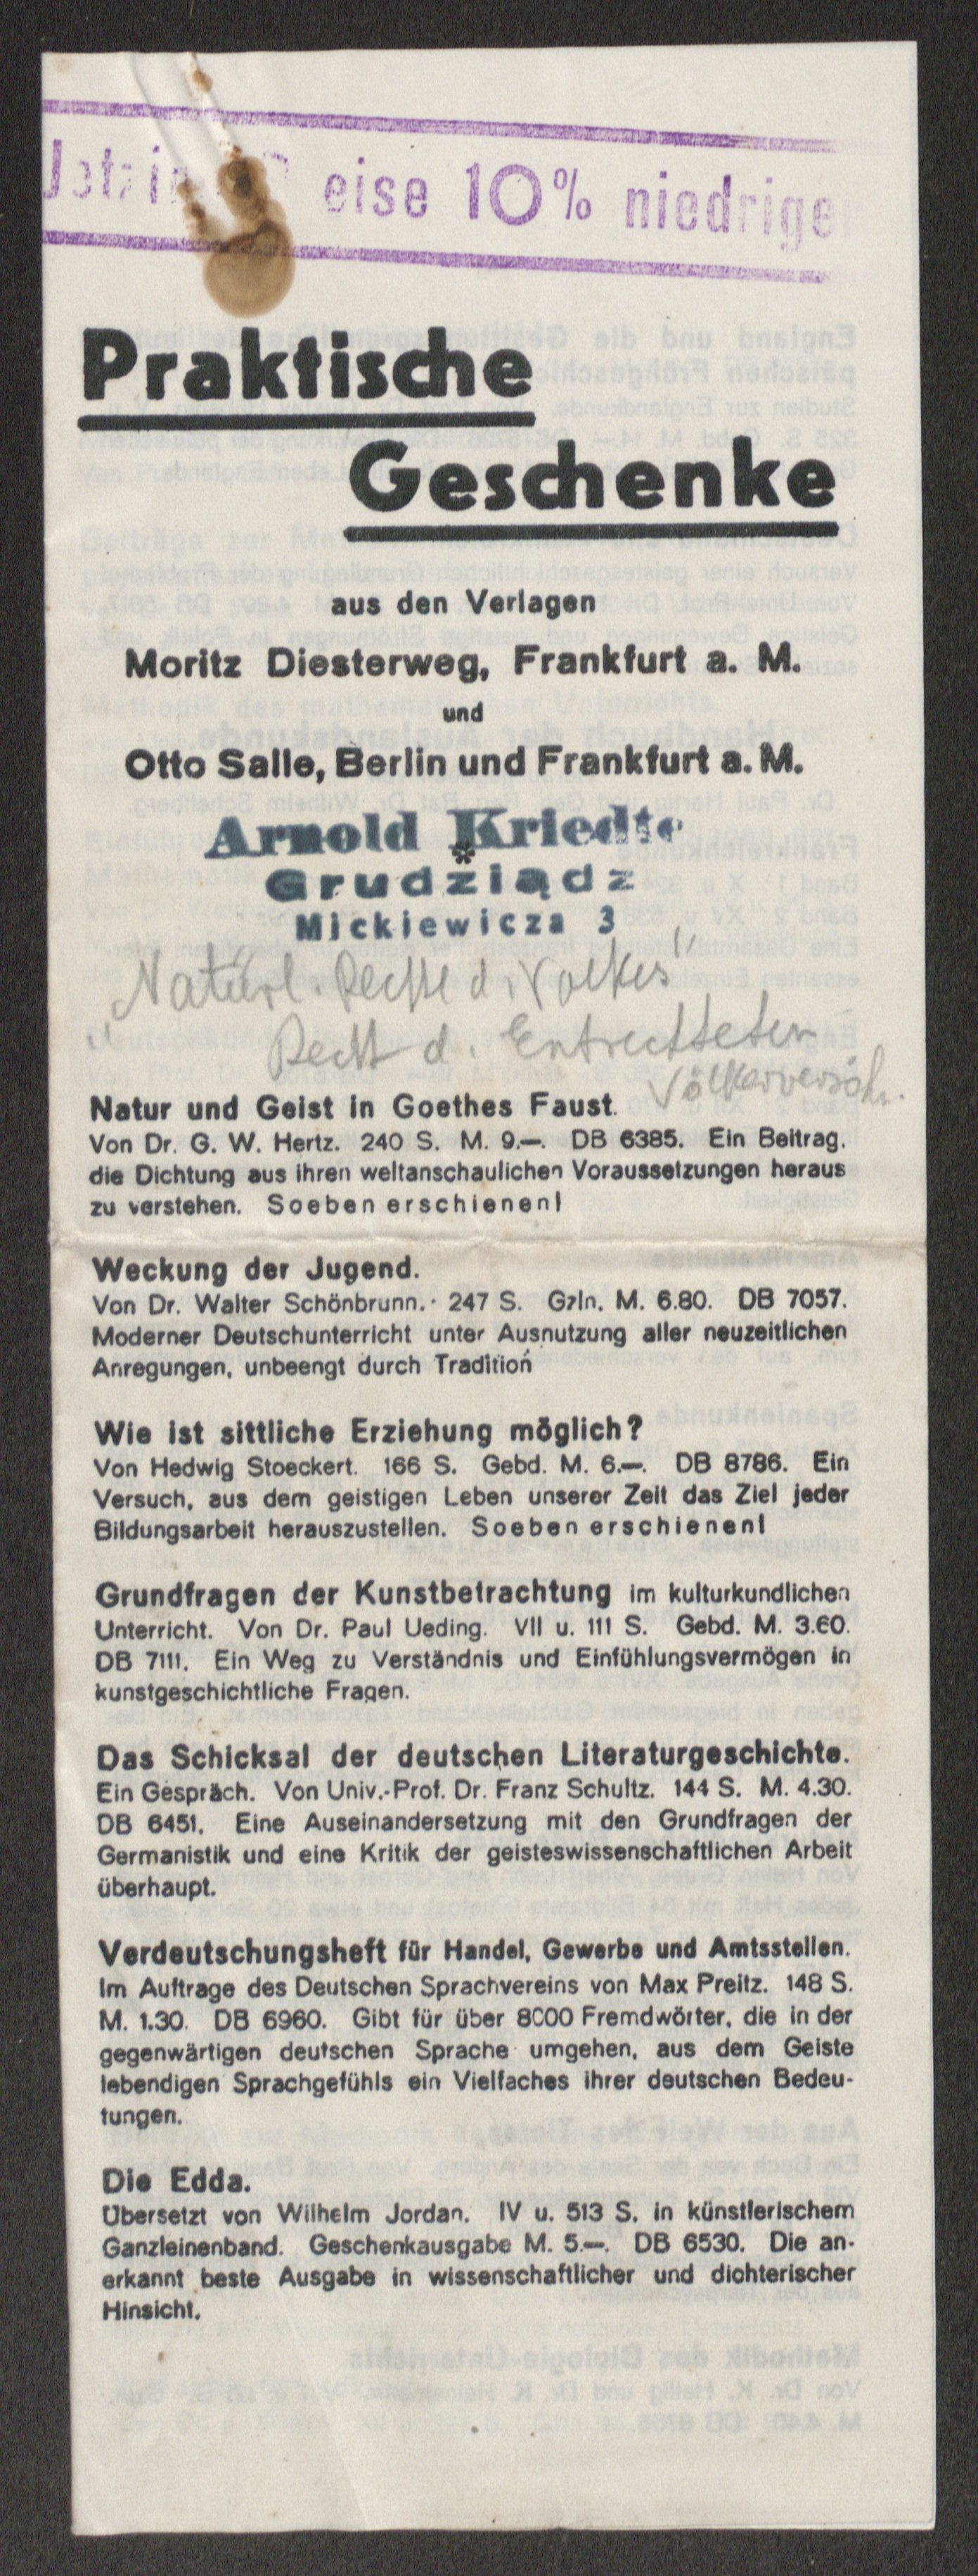 eise 10% niedrige
Praktische
Geschenke
aus den Verlagen
Moritz Diesterweg, Frankfurt a. M.
und
Otto Salle, Berlin und Frankfurt a. M.
Arnold Kriedte
Grudziądz
Mickiewicza 3
Natürl. Rechte d. Volkes"
Recht d. Entrechteten
Völkerversöhn.
Natur und Geist in Goethes Faust.
Von Dr. G. W. Hertz. 240 S. M. 9.—. DB 6385. Ein Beitrag,
die Dichtung aus ihren weltanschaulichen Voraussetzungen heraus
zu verstehen. Soeben erschienen!
Weckung der Jugend.
Von Dr. Walter Schönbrunn. 247 S. Gzln. M. 6.80. DB 7057.
Moderner Deutschunterricht unter Ausnutzung aller neuzeitlichen
Anregungen, unbeengt durch Tradition
Wie ist sittliche Erziehung möglich?
Von Hedwig Stoeckert. 166 S. Gebd. M. 6.—. DB 8786. Ein
Versuch, aus dem geistigen Leben unserer Zeit das Ziel jeder
Bildungsarbeit herauszustellen. Soeben erschienen!
Grundfragen der Kunstbetrachtung im kulturkundlichen
Unterricht. Von Dr. Paul Ueding. VII u. 111 S. Gebd. M. 3.60.
DB 7111. Ein Weg zu Verständnis und Einfühlungsvermögen in
kunstgeschichtliche Fragen.
Das Schicksal der deutschen Literaturgeschichte.
Ein Gespräch. Von Univ.-Prof. Dr. Franz Schultz. 144 S. M. 4.30.
DB 6451. Eine Auseinandersetzung mit den Grundfragen der
Germanistik und eine Kritik der geisteswissenschaftlichen Arbeit
überhaupt.
Verdeutschungsheft für Handel, Gewerbe und Amtsstellen.
Im Auftrage des Deutschen Sprachvereins von Max Preitz. 148 S.
M. 1.30. DB 6960. Gibt für über 8000 Fremdwörter, die in der
gegenwärtigen deutschen Sprache umgehen, aus dem Geiste
lebendigen Sprachgefühls ein Vielfaches ihrer deutschen Bedeu-
tungen.
Die Edda.
Übersetzt von Wilhelm Jordan. IV u. 513 S. in künstlerischem
Ganzleinenband. Geschenkausgabe M. 5.—. DB 6530. Die an-
erkannt beste Ausgabe in wissenschaftlicher und dichterischer
Hinsicht.